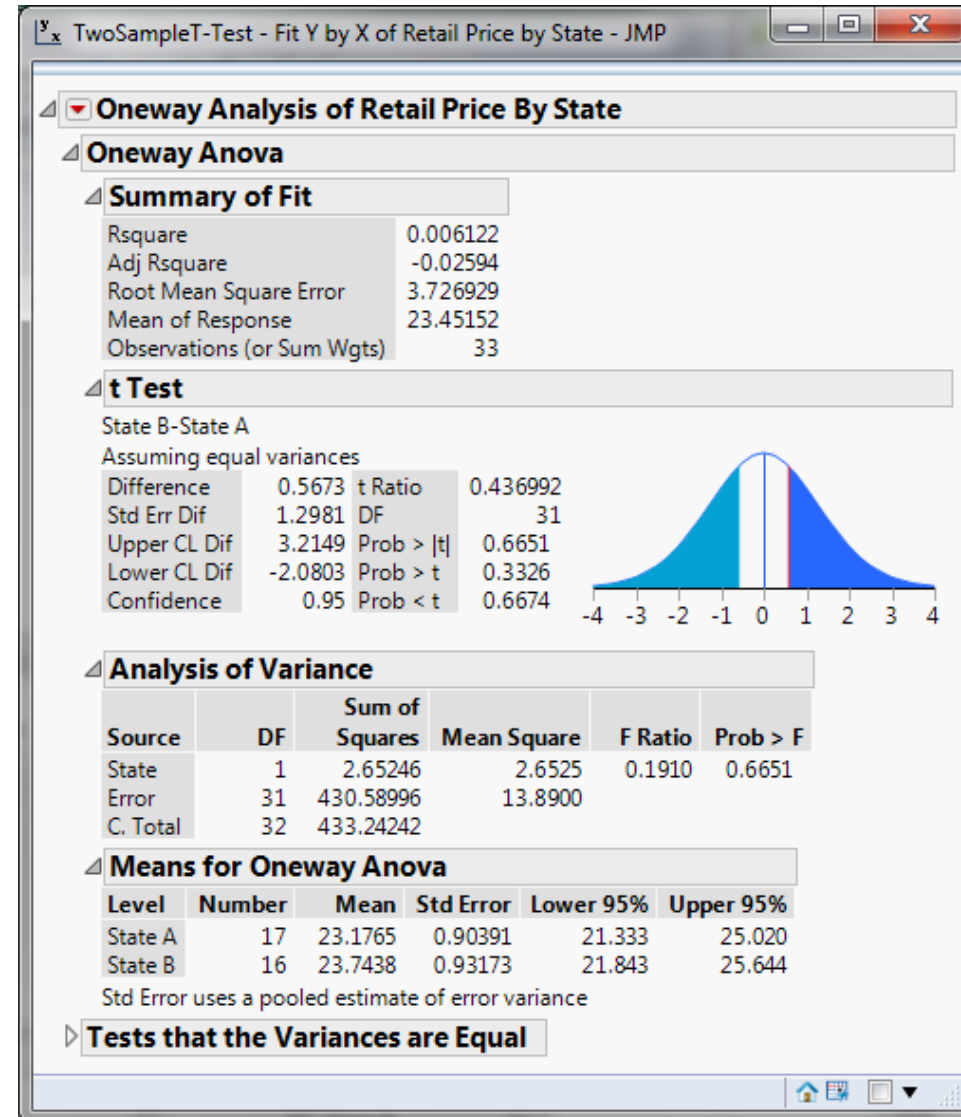 TwoSampleT-Test - Fit Y by X of Retail Price by State - JMP
Oneway Analysis of Retail Price By State
Oneway Anova
Summary of Fit
Rsquare 0.006122
Adj Rsquare -0.02594
Root Mean Square Error 3.726929
Mean of Response 23.45152
Observations (or Sum Wgts) 33
t Test
State B-State A
Assuming equal variances
Difference 0.5673 t Ratio 0.436992
Std Err Dif 1.2981 DF 31
Upper CL Dif 3.2149 Prob > |t| 0.6651
Lower CL Dif -2.0803 Prob > t 0.3326
Confidence 0.95 Prob < t 0.6674
-4 -3 -2 -1 0 1 2 3 4
Analysis of Variance
Sum of
Source DF Squares Mean Square F Ratio Prob > F
State 1 2.65246 2.6525 0.1910 0.6651
Error 31 430.58996 13.8900
C. Total 32 433.24242
Means for Oneway Anova
Level Number Mean Std Error Lower 95% Upper 95%
State A 17 23.1765 0.90391 21.333 25.020
State B 16 23.7438 0.93173 21.843 25.644
Std Error uses a pooled estimate of error variance
Tests that the Variances are Equal